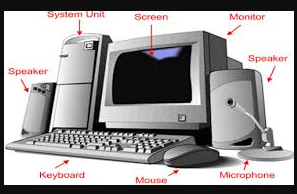 System Unit
Screen
Monitor
Speaker
Speaker
Keyboard
Mouse
Microphone